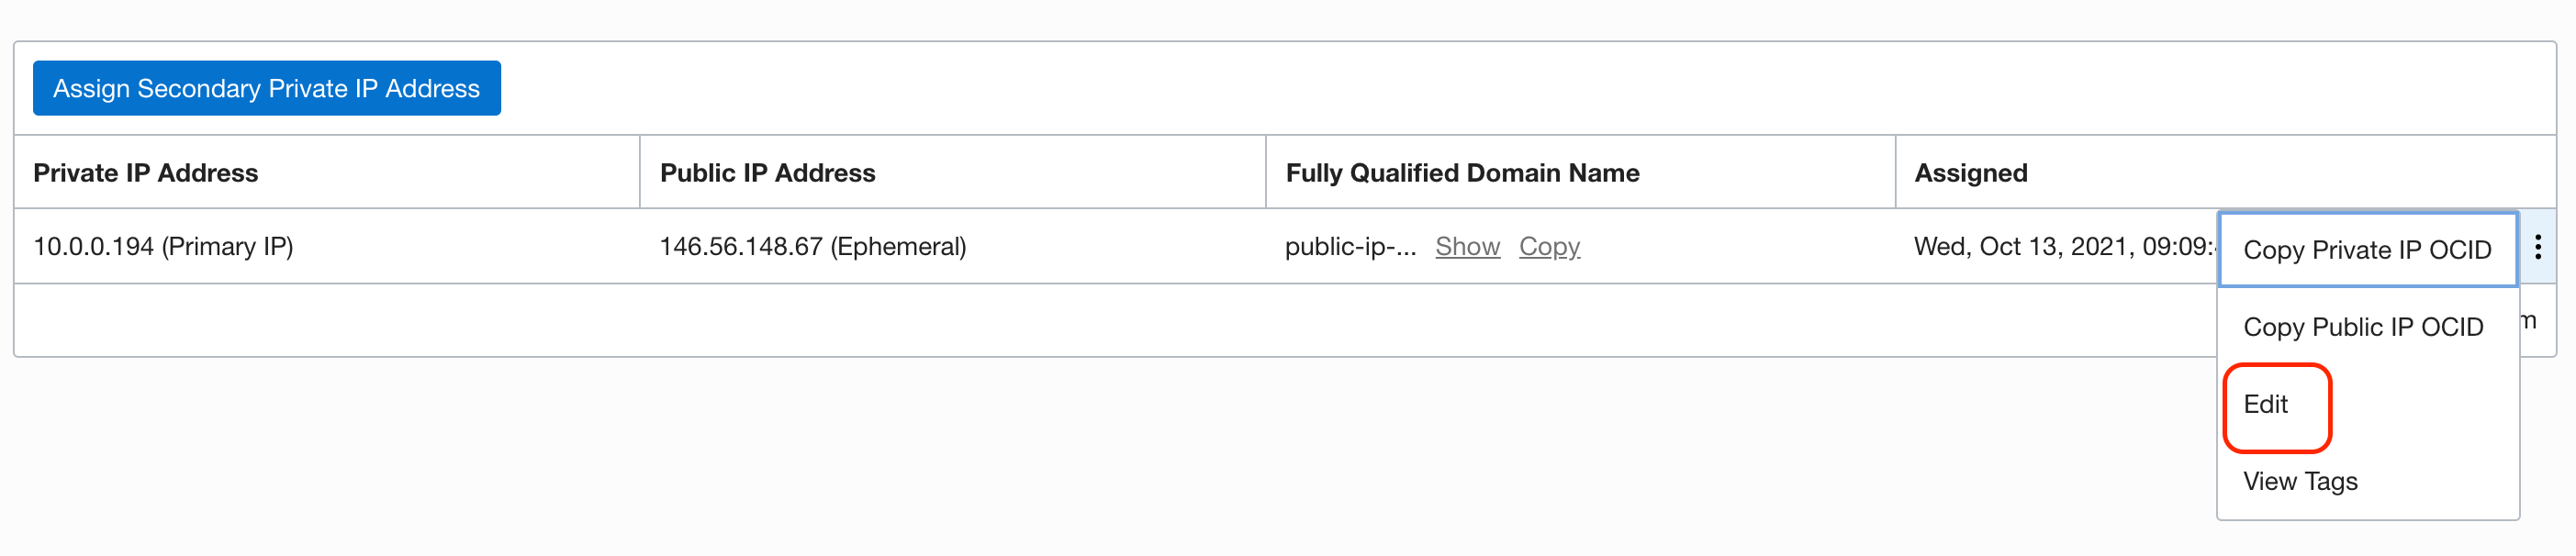 Assign Secondary Private IP Address
Private IP Address Public IP Address Fully Qualified Domain Name Assigned
10.0.0.194 (Primary IP) 146.56.148.67 (Ephemeral) public-ip-... Show Copy Wed, Oct 13, 2021, 09:09:
Copy Private IP OCID
Copy Public IP OCID
Edit
View Tags